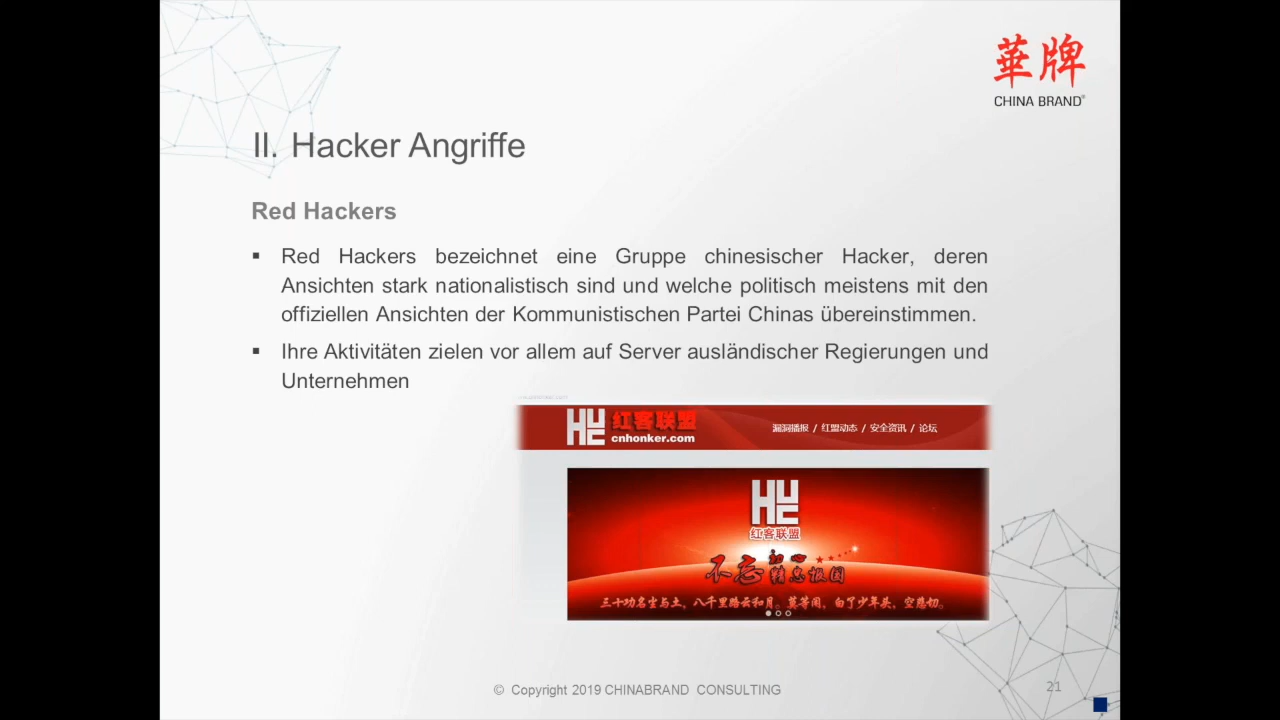 華牌
CHINA BRAND®
II. Hacker Angriffe
Red Hackers
▪ Red Hackers bezeichnet eine Gruppe chinesischer Hacker, deren
Ansichten stark nationalistisch sind und welche politisch meistens mit den
offiziellen Ansichten der Kommunistischen Partei Chinas übereinstimmen.
▪ Ihre Aktivitäten zielen vor allem auf Server ausländischer Regierungen und
Unternehmen
HUC 红客联盟
cnhonker.com
漏洞播报 / 红盟动态 / 安全资讯 / 论坛
HUC
红客联盟
不忘初心 精忠报国
三十功名尘与土，八千里路云和月。莫等闲，白了少年头，空悲切。
© Copyright 2019 CHINABRAND CONSULTING
21